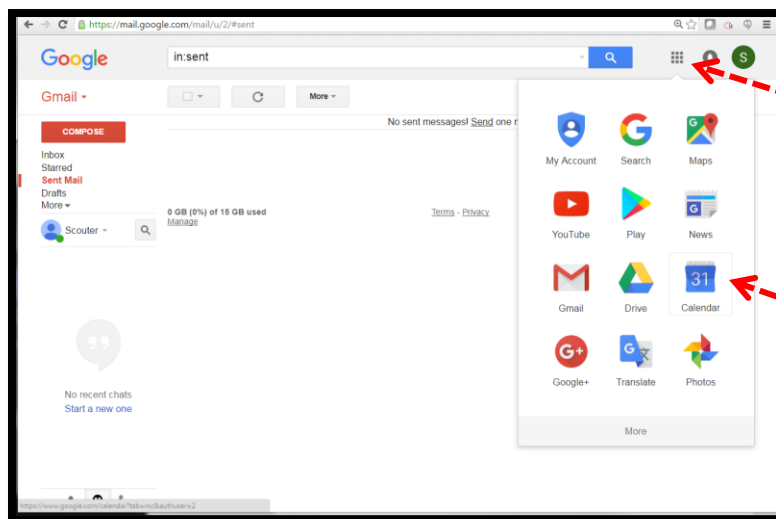 https://mail.google.com/mail/u/2/#sent
Google
in:sent
S
Gmail
More
COMPOSE
No sent messages! Send one
Inbox
Starred
Sent Mail
Drafts
More
0 GB (0%) of 15 GB used
Manage
Terms - Privacy
Scouter
No recent chats
Start a new one
My Account
Search
Maps
YouTube
Play
News
31
Gmail
Drive
Calendar
Google+
Translate
Photos
More